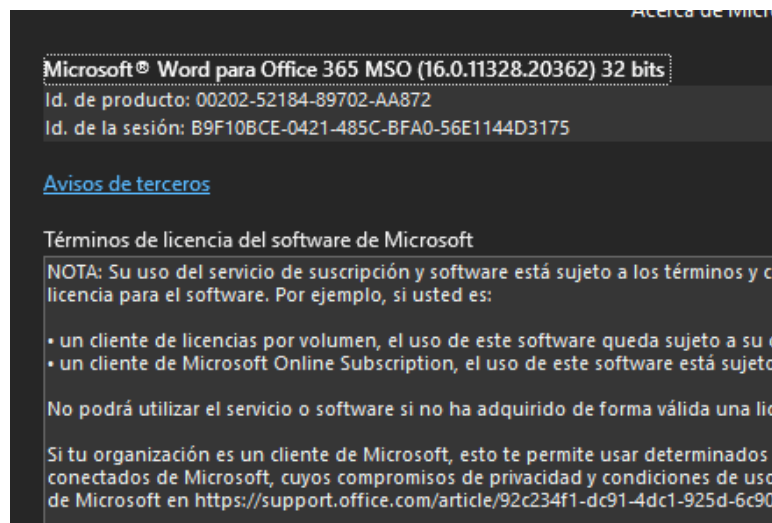 Acerca de Micr
Microsoft® Word para Office 365 MSO (16.0.11328.20362) 32 bits
Id. de producto: 00202-52184-89702-AA872
Id. de la sesión: B9F10BCE-0421-485C-BFA0-56E1144D3175
Avisos de terceros
Términos de licencia del software de Microsoft
NOTA: Su uso del servicio de suscripción y software está sujeto a los términos y c
licencia para el software. Por ejemplo, si usted es:
• un cliente de licencias por volumen, el uso de este software queda sujeto a su
• un cliente de Microsoft Online Subscription, el uso de este software está sujeto
No podrá utilizar el servicio o software si no ha adquirido de forma válida una lic
Si tu organización es un cliente de Microsoft, esto te permite usar determinados
conectados de Microsoft, cuyos compromisos de privacidad y condiciones de uso
de Microsoft en https://support.office.com/article/92c234f1-dc91-4dc1-925d-6c90